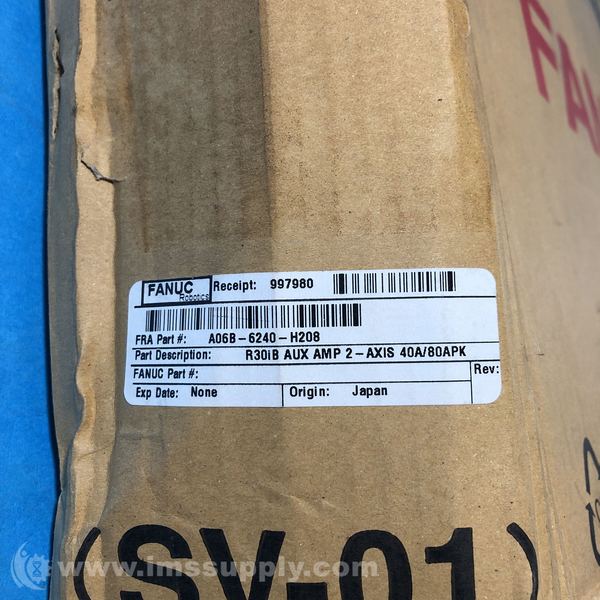 FANU
FANUC
ROBOTICS
Receipt: 997980
FRA Part #: A06B-6240-H208
Part Description: R30iB AUX AMP 2-AXIS 40A/80APK
FANUC Part #: Rev:
Exp Date: None Origin: Japan
(SV-01)
www.imssupply.com